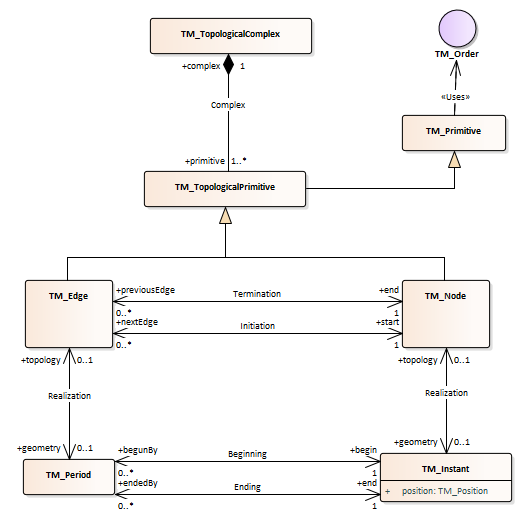 TM_TopologicalComplex
TM_Order
+complex 1
Complex
«Uses»
TM_Primitive
+primitive 1..*
TM_TopologicalPrimitive
TM_Edge
TM_Node
+previousEdge Termination +end
0..* 1
+nextEdge Initiation +start
0..* 1
+topology 0..1
+topology 0..1
Realization
Realization
+geometry 0..1
+geometry 0..1
TM_Period
TM_Instant
+begunBy Beginning +begin
0..* 1
+endedBy Ending +end
0..* 1
+ position: TM_Position